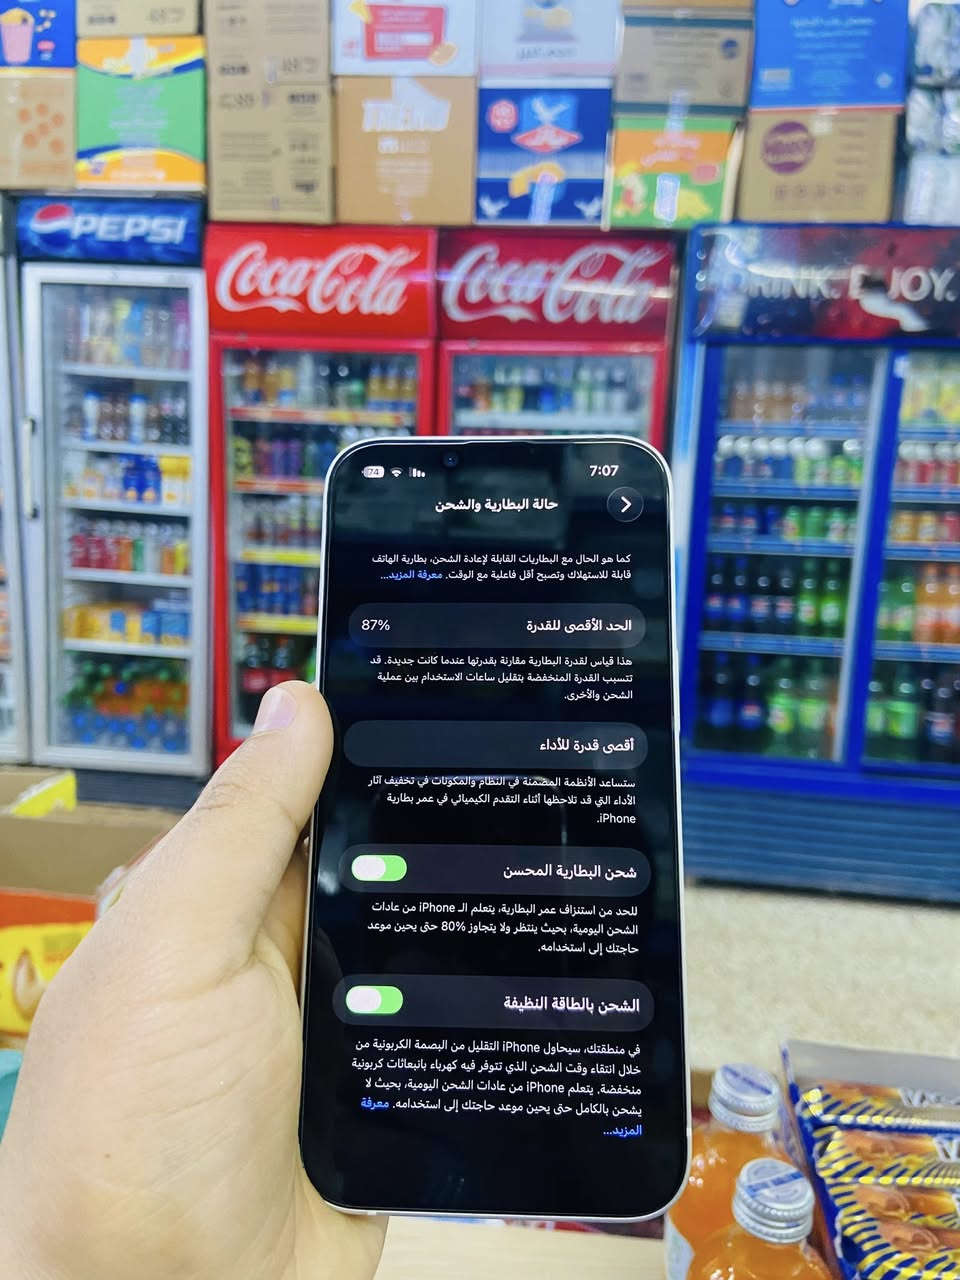 PEPSI
Coca-Cola
Coca-Cola
DRINK. E JOY.
7:07
74
حالة البطارية والشحن
كما هو الحال مع البطاريات القابلة لإعادة الشحن، بطارية الهاتف
قابلة للاستهلاك وتصبح أقل فاعلية مع الوقت. معرفة المزيد...
الحد الأقصى للقدرة 87%
هذا قياس لقدرة البطارية مقارنة بقدرتها عندما كانت جديدة. قد
تتسبب القدرة المنخفضة بتقليل ساعات الاستخدام بين عملية
الشحن والأخرى.
أقصى قدرة للأداء
ستساعد الأنظمة المضمنة في النظام والمكونات في تخفيف آثار
الأداء التي قد تلاحظها أثناء التقدم الكيميائي في عمر بطارية
iPhone.
شحن البطارية المحسن
للحد من استنزاف عمر البطارية، يتعلم الـ iPhone من عادات
الشحن اليومية، بحيث ينتظر ولا يتجاوز 80% حتى يحين موعد
حاجتك إلى استخدامه.
الشحن بالطاقة النظيفة
في منطقتك، سيحاول iPhone التقليل من البصمة الكربونية من
خلال انتقاء وقت الشحن الذي تتوفر فيه كهرباء بانبعاثات كربونية
منخفضة. يتعلم iPhone من عادات الشحن اليومية، بحيث لا
يشحن بالكامل حتى يحين موعد حاجتك إلى استخدامه. معرفة
المزيد...